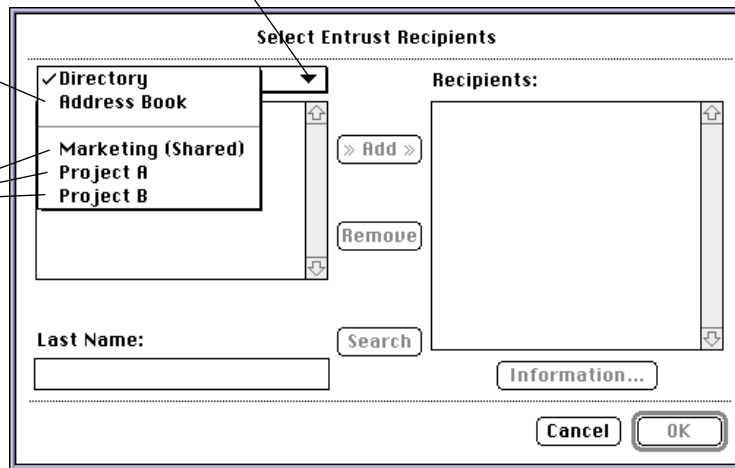 Select Entrust Recipients
✓Directory
Address Book
Marketing (Shared)
Project A
Project B
Recipients:
» Add »
Remove
Last Name:
Search
Information...
Cancel
OK